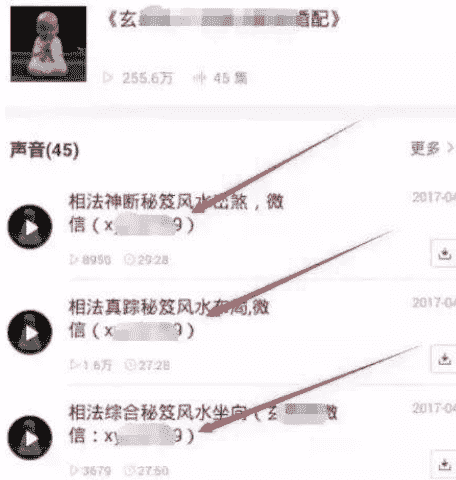 《玄 配》
255.6万 45 集
声音(45) 更多 >
相法神断秘笈风水出煞，微 2017-04
信（x 9）
8950 29:28
相法真踪秘笈风水布局,微 2017-04
信（x 9）
1.6万 27:28
相法综合秘笈风水坐向（玄 微 2017-04
信：xy 9）
3679 27:50